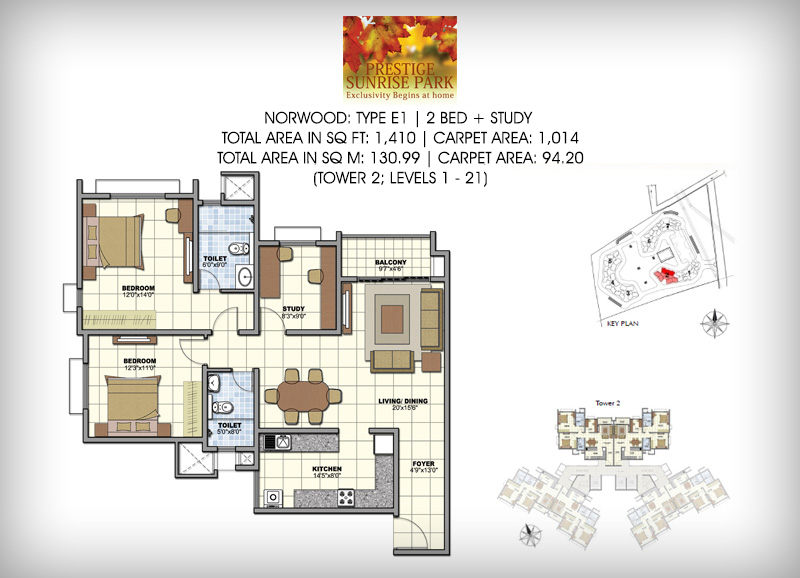 PRESTIGE
SUNRISE PARK
Exclusivity Begins at home
NORWOOD: TYPE E1 | 2 BED + STUDY
TOTAL AREA IN SQ FT: 1,410 | CARPET AREA: 1,014
TOTAL AREA IN SQ M: 130.99 | CARPET AREA: 94.20
(TOWER 2; LEVELS 1 - 21)
BEDROOM
12'0"x14'0"
TOILET
6'0"x9'0"
STUDY
8'3"x9'0"
BALCONY
9'7"x4'6"
BEDROOM
12'3"x11'0"
TOILET
5'0"x8'0"
LIVING/ DINING
20'x15'6"
KITCHEN
14'5"x8'0"
FOYER
4'9"x13'0"
KEY PLAN
Tower 2